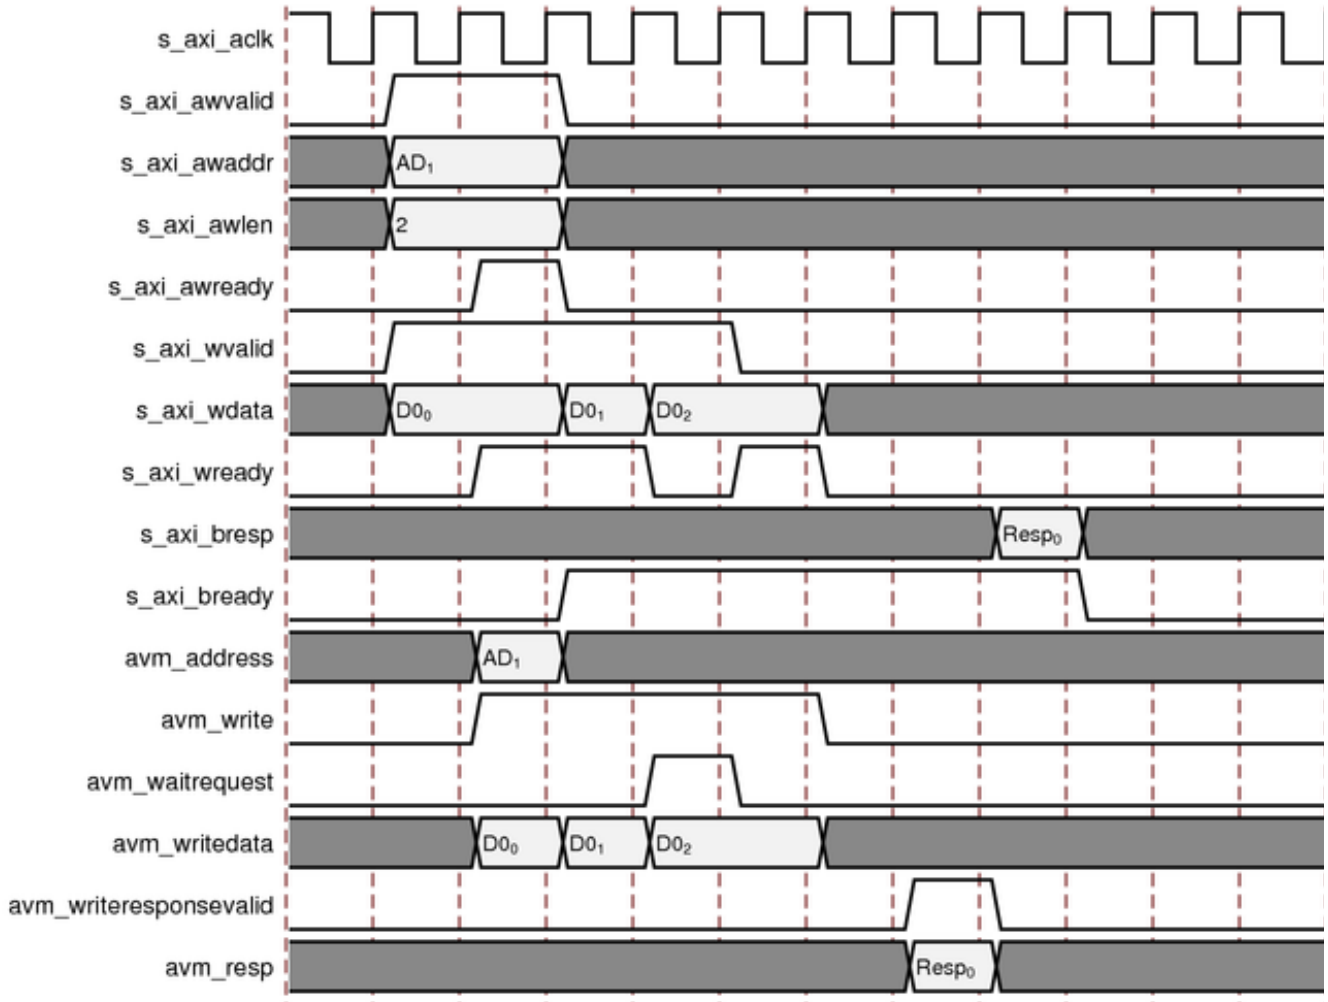 s_axi_aclk
s_axi_awvalid
s_axi_awaddr AD₁
s_axi_awlen 2
s_axi_awready
s_axi_wvalid
s_axi_wdata D0₀ D0₁ D0₂
s_axi_wready
s_axi_bresp Resp₀
s_axi_bready
avm_address AD₁
avm_write
avm_waitrequest
avm_writedata D0₀ D0₁ D0₂
avm_writeresponsevalid
avm_resp Resp₀